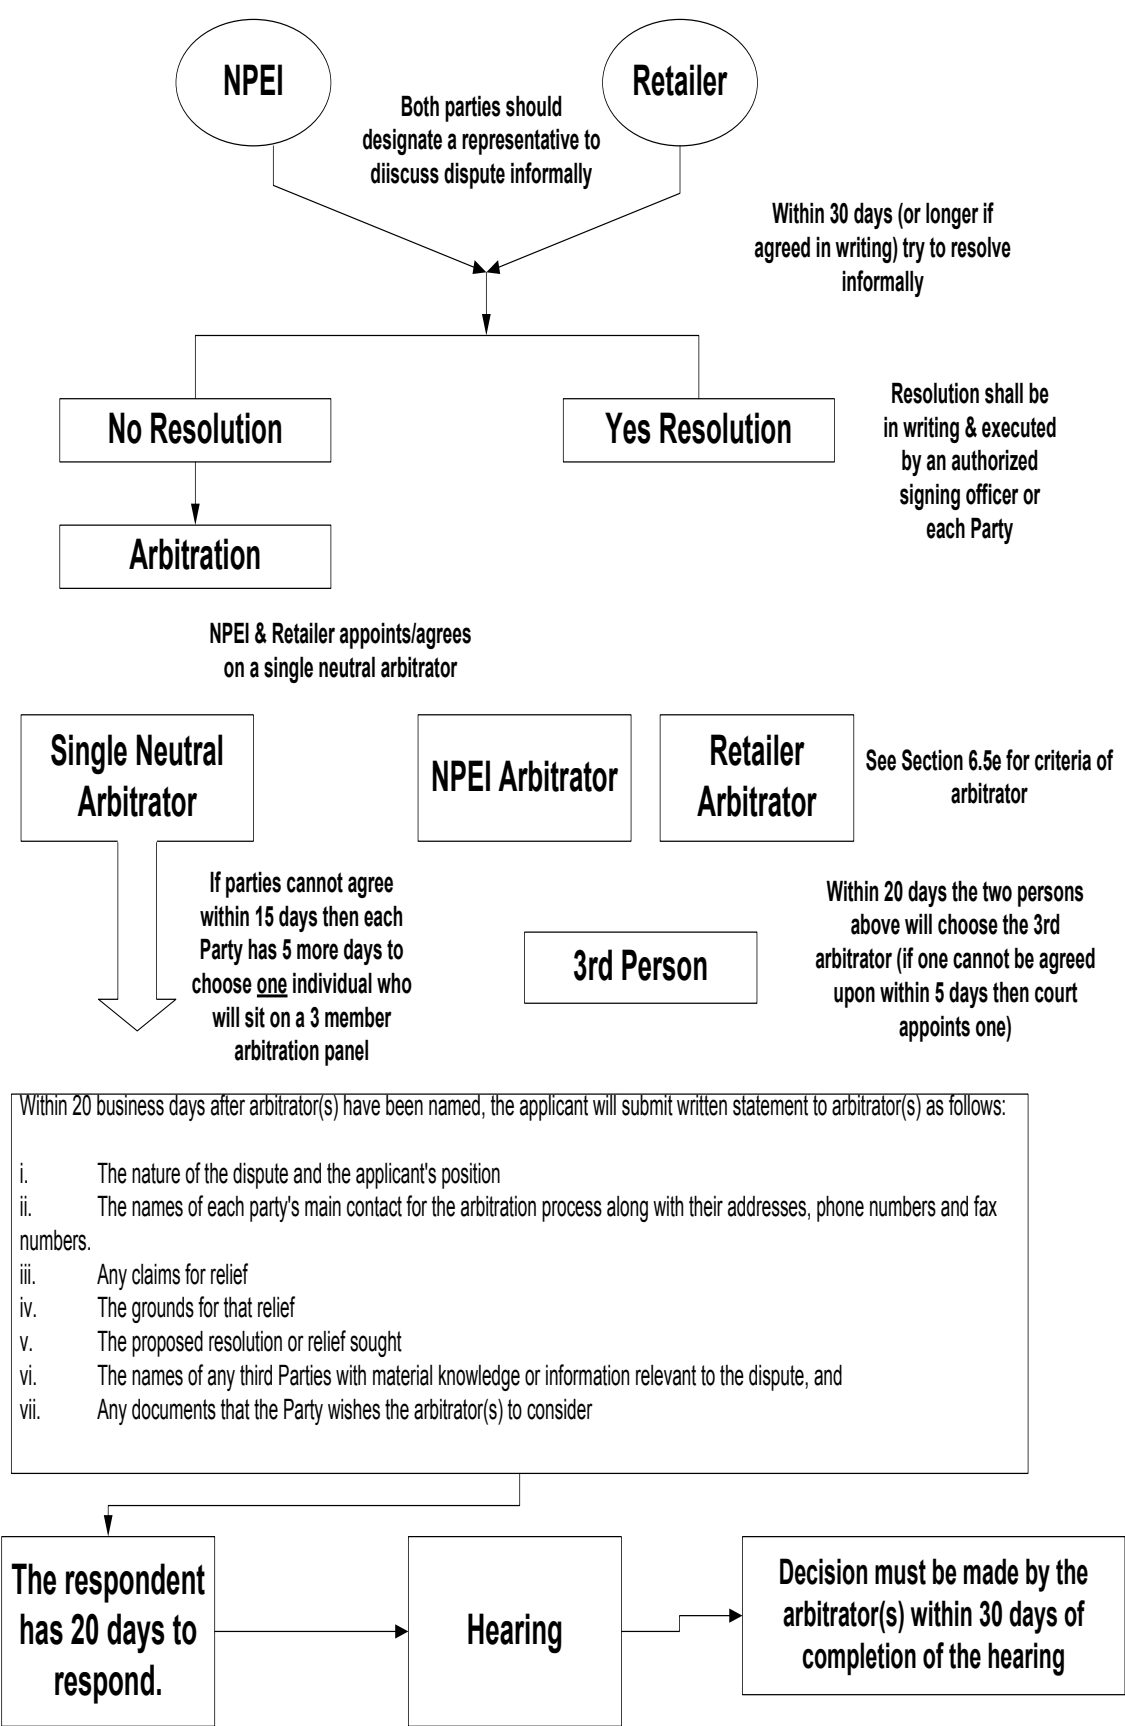 NPEI
Retailer
Both parties should
designate a representative to
diiscuss dispute informally
Within 30 days (or longer if
agreed in writing) try to resolve
informally
No Resolution
Yes Resolution
Resolution shall be
in writing & executed
by an authorized
signing officer or
each Party
Arbitration
NPEI & Retailer appoints/agrees
on a single neutral arbitrator
Single Neutral
Arbitrator
NPEI Arbitrator
Retailer
Arbitrator
See Section 6.5e for criteria of
arbitrator
If parties cannot agree
within 15 days then each
Party has 5 more days to
choose one individual who
will sit on a 3 member
arbitration panel
3rd Person
Within 20 days the two persons
above will choose the 3rd
arbitrator (if one cannot be agreed
upon within 5 days then court
appoints one)
Within 20 business days after arbitrator(s) have been named, the applicant will submit written statement to arbitrator(s) as follows:
i. The nature of the dispute and the applicant's position
ii. The names of each party's main contact for the arbitration process along with their addresses, phone numbers and fax
numbers.
iii. Any claims for relief
iv. The grounds for that relief
v. The proposed resolution or relief sought
vi. The names of any third Parties with material knowledge or information relevant to the dispute, and
vii. Any documents that the Party wishes the arbitrator(s) to consider
The respondent
has 20 days to
respond.
Hearing
Decision must be made by the
arbitrator(s) within 30 days of
completion of the hearing